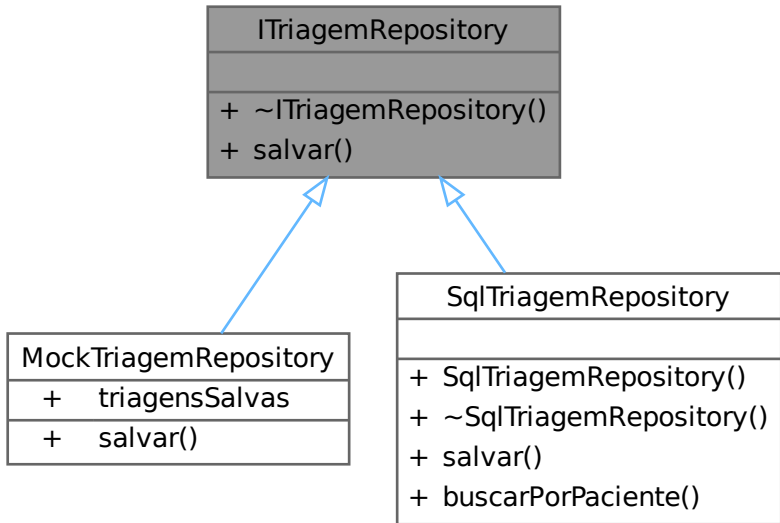 ITriagemRepository
+ ~ITriagemRepository()
+ salvar()
MockTriagemRepository
+ triagensSalvas
+ salvar()
SqlTriagemRepository
+ SqlTriagemRepository()
+ ~SqlTriagemRepository()
+ salvar()
+ buscarPorPaciente()